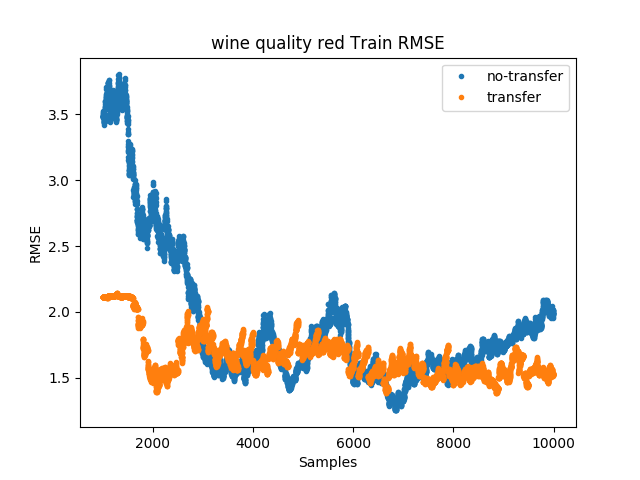 wine quality red Train RMSE
no-transfer
transfer
RMSE
3.5
3.0
2.5
2.0
1.5
2000 4000 6000 8000 10000
Samples